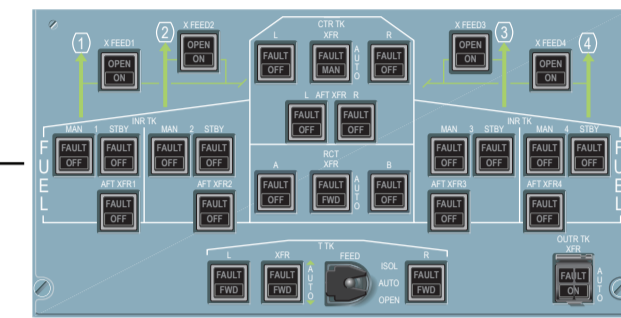 CTR TK
X FEED1 X FEED2 L XFR R X FEED3 X FEED4
1 2 3 4
OPEN ON
OPEN ON
FAULT OFF
FAULT MAN
AUTO
FAULT OFF
OPEN ON
OPEN ON
L AFT XFR R
FAULT OFF
FAULT OFF
FUEL
INR TK
MAN 1 STBY MAN 2 STBY
FAULT OFF
FAULT OFF
FAULT OFF
FAULT OFF
AFT XFR1 AFT XFR2
FAULT OFF
FAULT OFF
RCT
A XFR B
FAULT OFF
FAULT FWD
AUTO
FAULT OFF
INR TK
MAN 3 STBY MAN 4 STBY
FAULT OFF
FAULT OFF
FAULT OFF
FAULT OFF
FUEL
AFT XFR3 AFT XFR4
FAULT OFF
FAULT OFF
T TK
L XFR FEED R
FAULT FWD
FAULT FWD
AUTO
ISOL
AUTO
OPEN
FAULT FWD
OUTR TK
XFR
FAULT ON
AUTO